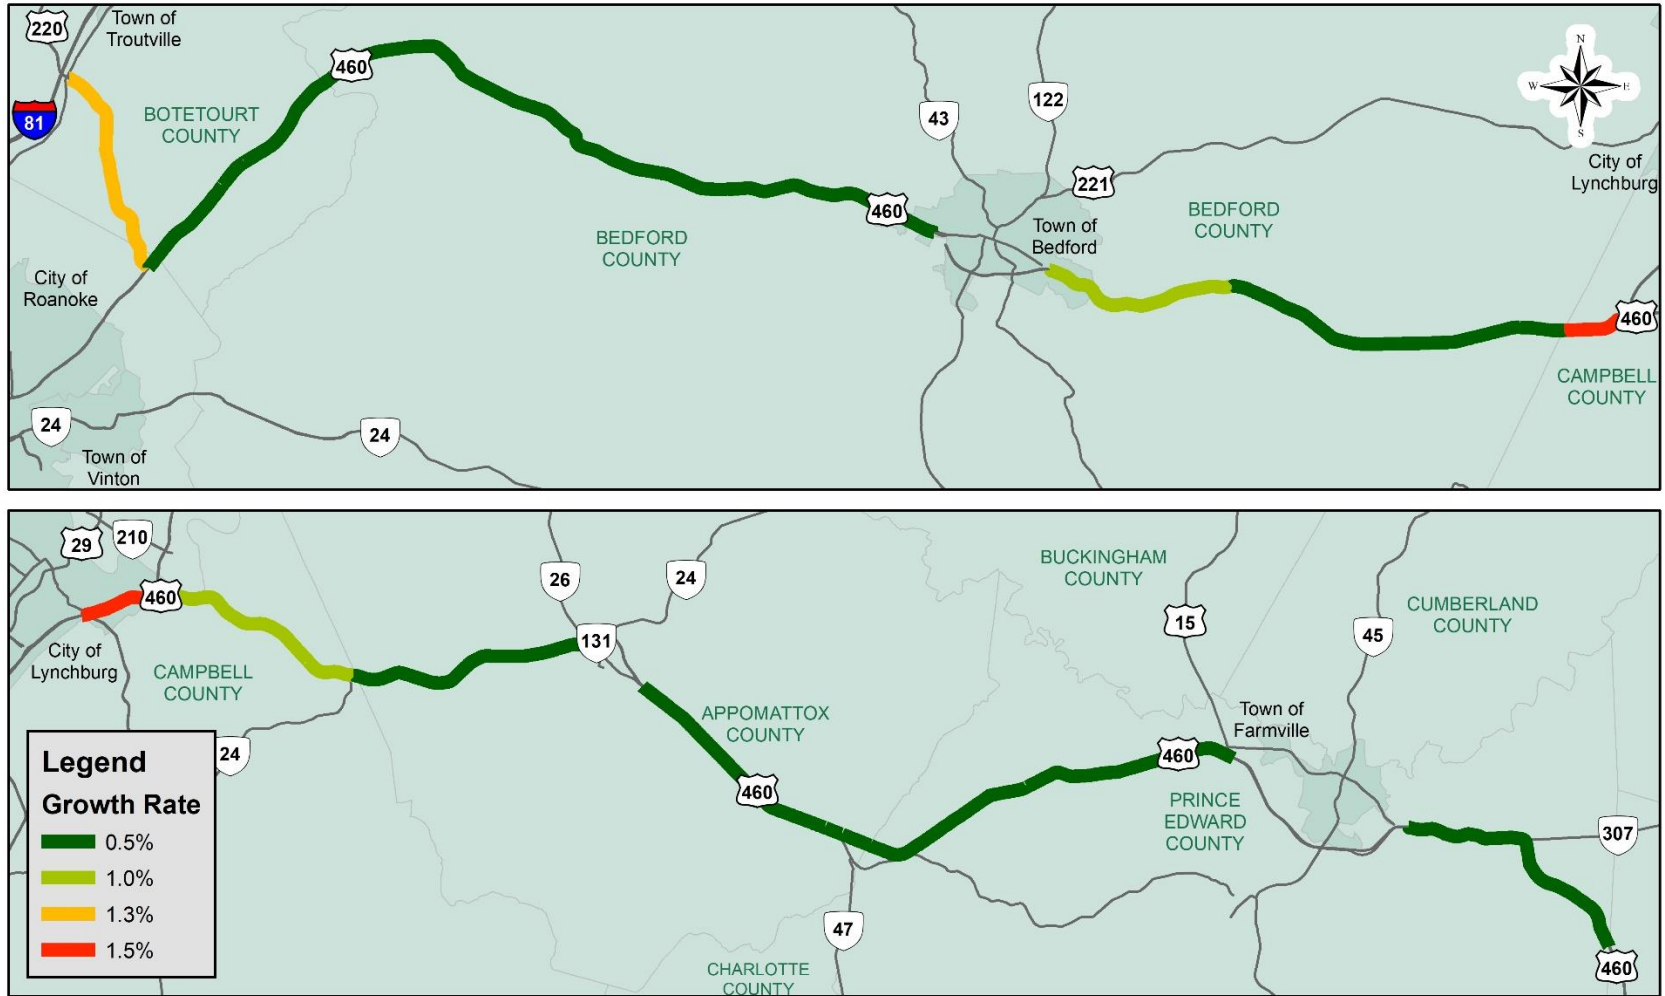 220
Town of
Troutville
81
BOTETOURT
COUNTY
460
43
122
N
W
E
S
City of
Lynchburg
221
460
Town of
Bedford
BEDFORD
COUNTY
BEDFORD
COUNTY
City of
Roanoke
460
CAMPBELL
COUNTY
24
24
Town of
Vinton
29
210
460
City of
Lynchburg
CAMPBELL
COUNTY
24
26
24
131
APPOMATTOX
COUNTY
460
BUCKINGHAM
COUNTY
15
45
CUMBERLAND
COUNTY
Town of
Farmville
460
PRINCE
EDWARD
COUNTY
307
47
CHARLOTTE
COUNTY
460
Legend
Growth Rate
0.5%
1.0%
1.3%
1.5%